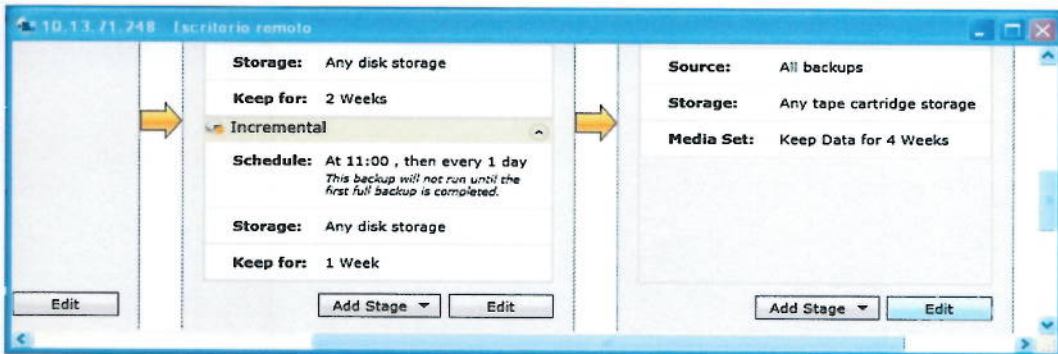 10.13.71.248 Escritorio remoto
Storage: Any disk storage
Keep for: 2 Weeks
Incremental
Schedule: At 11:00 , then every 1 day
This backup will not run until the
first full backup is completed.
Storage: Any disk storage
Keep for: 1 Week
Source: All backups
Storage: Any tape cartridge storage
Media Set: Keep Data for 4 Weeks
Edit
Add Stage Edit
Add Stage Edit